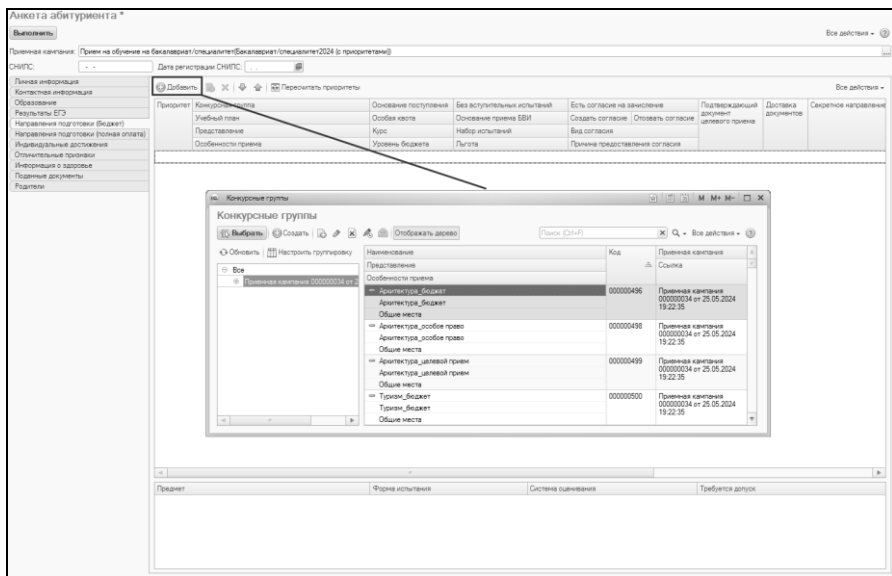 Анкета абитуриента *
Выполнить
Все действия
Приемная кампания: Прием на обучение на бакалавриат/специалитет(Бакалавриат/специалитет2024 (с приоритетами))
СНИЛС: - - Дата регистрации СНИЛС: . .
Личная информация
Контактная информация
Образование
Результаты ЕГЭ
Направления подготовки (бюджет)
Направления подготовки (полная оплата)
Индивидуальные достижения
Отличительные признаки
Информация о здоровье
Поданные документы
Родители
Добавить Пересчитать приоритеты Все действия
Приоритет Конкурсная группа Основание поступления Без вступительных испытаний Есть согласие на зачисление Подтверждающий документ целевого приема Доставка документов Секретное направление
Учебный план Особая квота Основание приема БВИ Создать согласие Отозвать согласие
Представление Курс Набор испытаний Вид согласия
Особенности приема Уровень бюджета Льгота Причина предоставления согласия
Конкурсные группы M M+ M-
Конкурсные группы
Выбрать Создать Отображать дерево Поиск (Ctrl+F) Все действия
Обновить Настроить группировку
Все
Приемная кампания 000000034 от 2
Наименование Код Приемная кампания
Представление Ссылка
Особенности приема
Архитектура_бюджет 000000496 Приемная кампания
Архитектура_бюджет 000000034 от 25.05.2024
Общие места 19:22:35
Архитектура_особое право 000000498 Приемная кампания
Архитектура_особое право 000000034 от 25.05.2024
Общие места 19:22:35
Архитектура_целевой прием 000000499 Приемная кампания
Архитектура_целевой прием 000000034 от 25.05.2024
Общие места 19:22:35
Туризм_бюджет 000000500 Приемная кампания
Туризм_бюджет 000000034 от 25.05.2024
Общие места 19:22:35
Предмет Форма испытания Система оценивания Требуется допуск